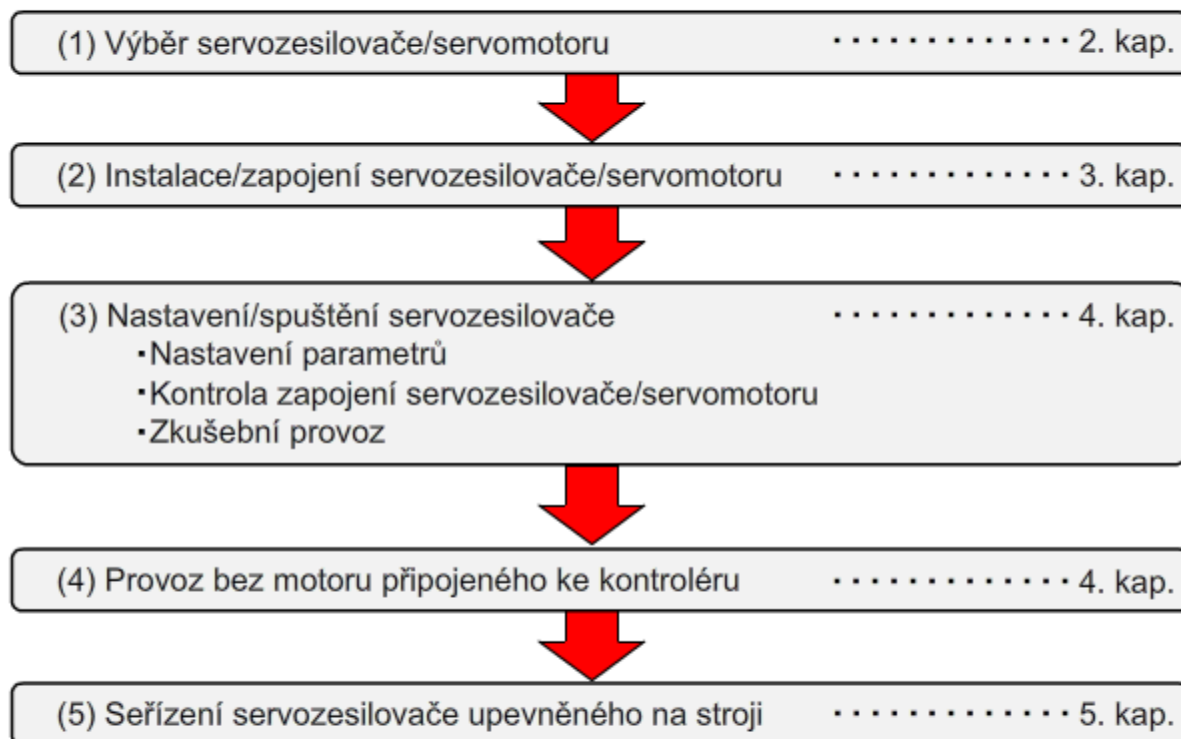 (1) Výběr servozesilovače/servomotoru ・・・・・・・・・・・・・ 2. kap.
(2) Instalace/zapojení servozesilovače/servomotoru ・・・・・・・・・・・・・ 3. kap.
(3) Nastavení/spuštění servozesilovače ・・・・・・・・・・・・・ 4. kap.
・Nastavení parametrů
・Kontrola zapojení servozesilovače/servomotoru
・Zkušební provoz
(4) Provoz bez motoru připojeného ke kontroléru ・・・・・・・・・・・・・ 4. kap.
(5) Seřízení servozesilovače upevněného na stroji ・・・・・・・・・・・・・ 5. kap.